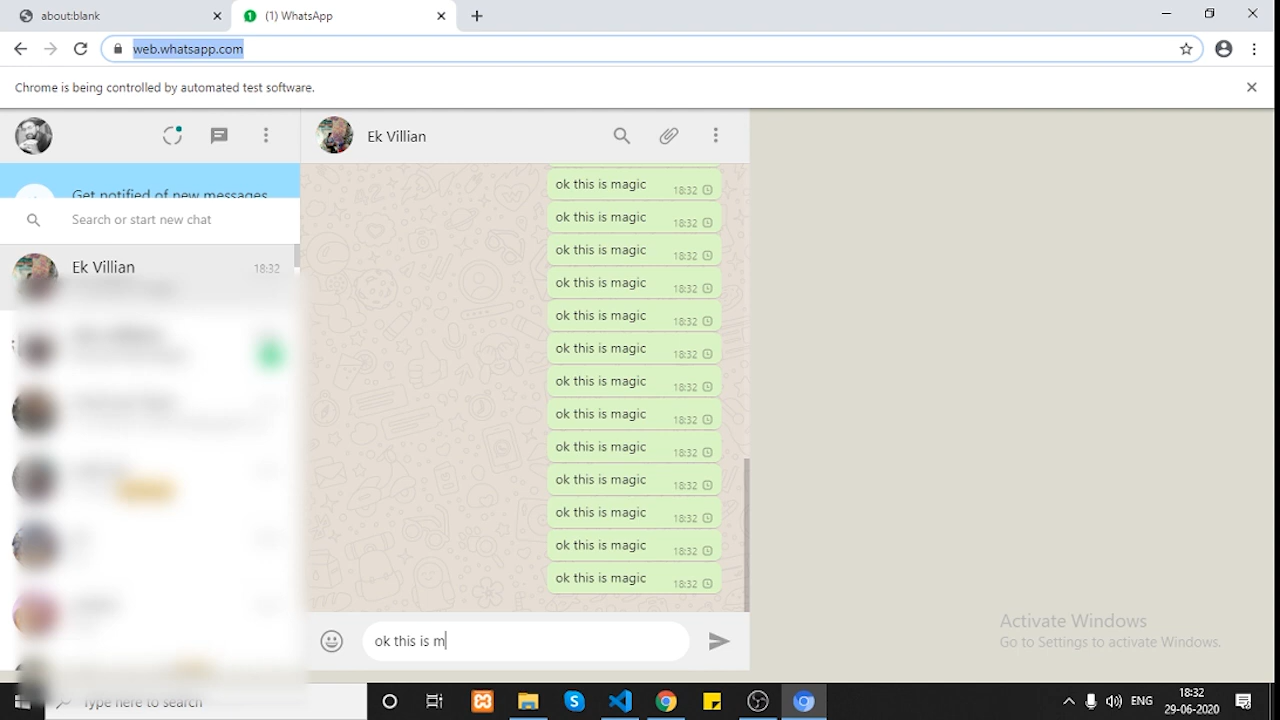 about:blank
(1) WhatsApp
web.whatsapp.com
Chrome is being controlled by automated test software.
Ek Villian
Get notified of new messages
Search or start new chat
Ek Villian
18:32
ok this is magic 18:32
ok this is magic 18:32
ok this is magic 18:32
ok this is magic 18:32
ok this is magic 18:32
ok this is magic 18:32
ok this is magic 18:32
ok this is magic 18:32
ok this is magic 18:32
ok this is magic 18:32
ok this is magic 18:32
ok this is magic 18:32
ok this is magic 18:32
ok this is m
Activate Windows
Go to Settings to activate Windows.
Type here to search
ENG
18:32
29-06-2020